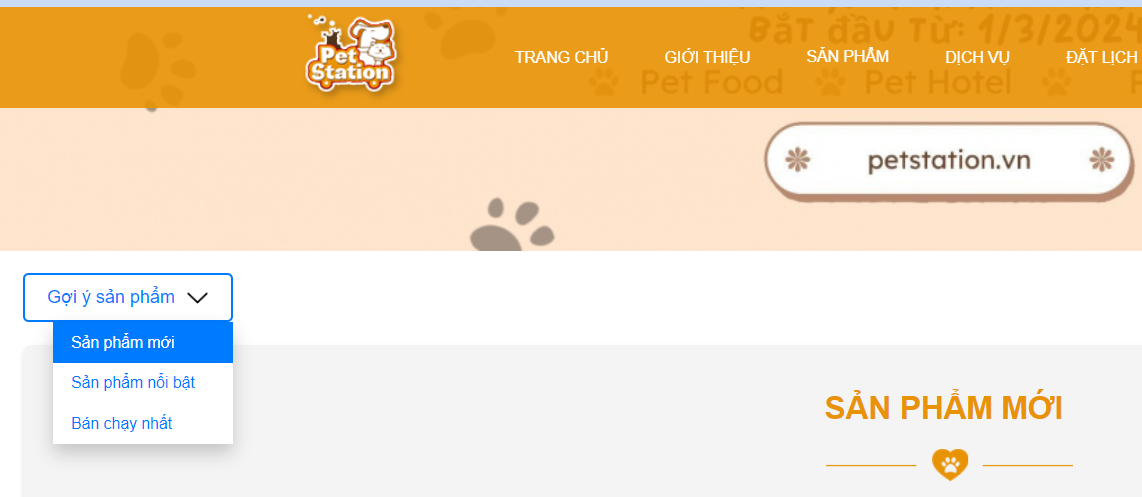 BẮT ĐẦU TỪ: 1/3/2024
Pet Station
TRANG CHỦ GIỚI THIỆU SẢN PHẨM DỊCH VỤ ĐẶT LỊCH
Pet Food Pet Hotel
petstation.vn
Gợi ý sản phẩm
Sản phẩm mới
Sản phẩm nổi bật
Bán chạy nhất
SẢN PHẨM MỚI